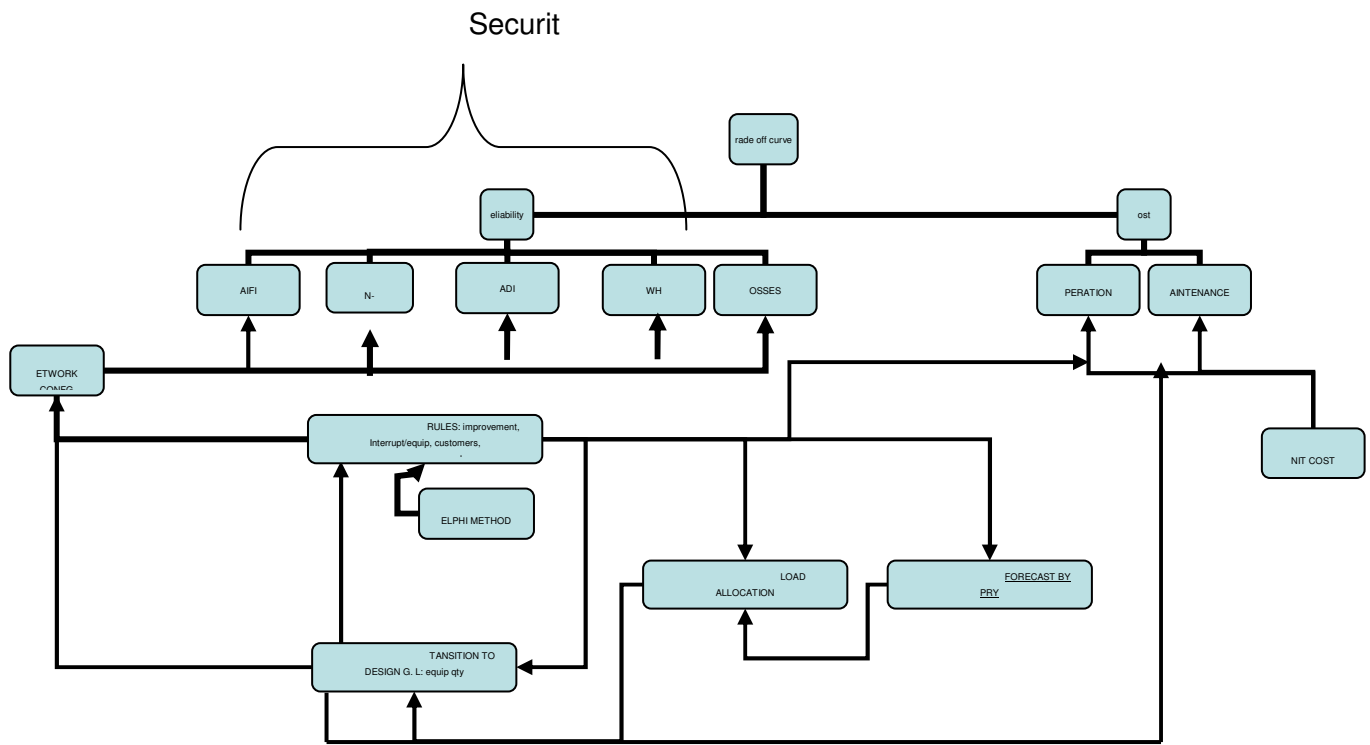 Securit
rade off curve
eliability
ost
AIFI
N-
ADI
WH
OSSES
PERATION
AINTENANCE
ETWORK
CONFG
RULES: improvement,
Interrupt/equip, customers,
.
NIT COST
ELPHI METHOD
LOAD
ALLOCATION
FORECAST BY
PRY
TANSITION TO
DESIGN G. L: equip qty